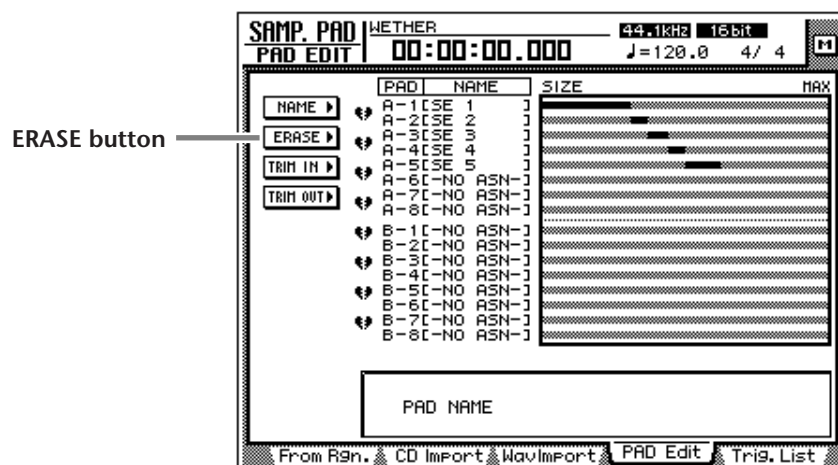 SAMP. PAD
PAD EDIT
WETHER
00:00:00.000
44.1kHz 16bit
♩=120.0 4/ 4
M
ERASE button
NAME
ERASE
TRIM IN
TRIM OUT
PAD NAME SIZE MAX
A-1[SE 1 ]
A-2[SE 2 ]
A-3[SE 3 ]
A-4[SE 4 ]
A-5[SE 5 ]
A-6[-NO ASN-]
A-7[-NO ASN-]
A-8[-NO ASN-]
B-1[-NO ASN-]
B-2[-NO ASN-]
B-3[-NO ASN-]
B-4[-NO ASN-]
B-5[-NO ASN-]
B-6[-NO ASN-]
B-7[-NO ASN-]
B-8[-NO ASN-]
PAD NAME
From Rgn. CD Import WavImport PAD Edit Trig. List